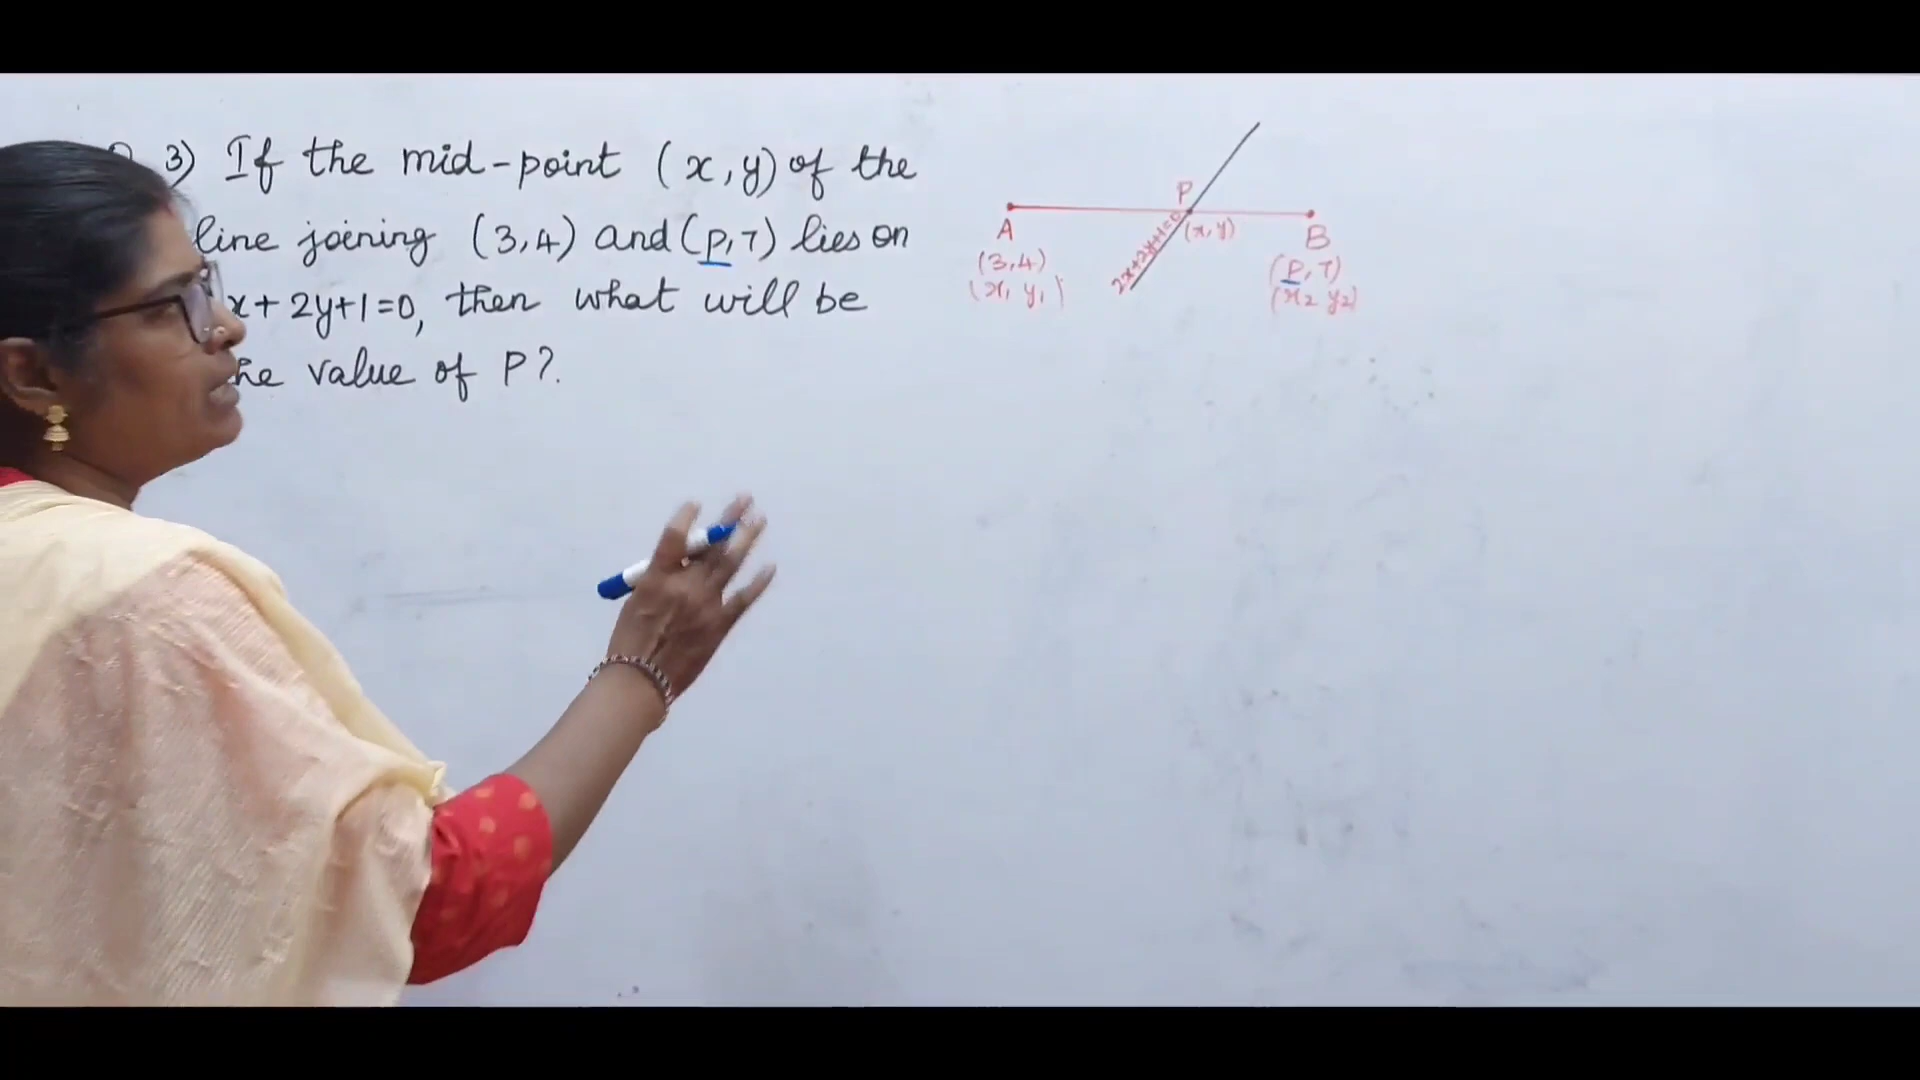 3) If the mid-point (x, y) of the
line joining (3,4) and (p, 7) lies on
x + 2y+1=0, then what will be
he value of P?.
P
2x+2y+1=0
(x, y)
A
B
(3,4)
(p, 7)
(x1 y1)
(x2 y2)